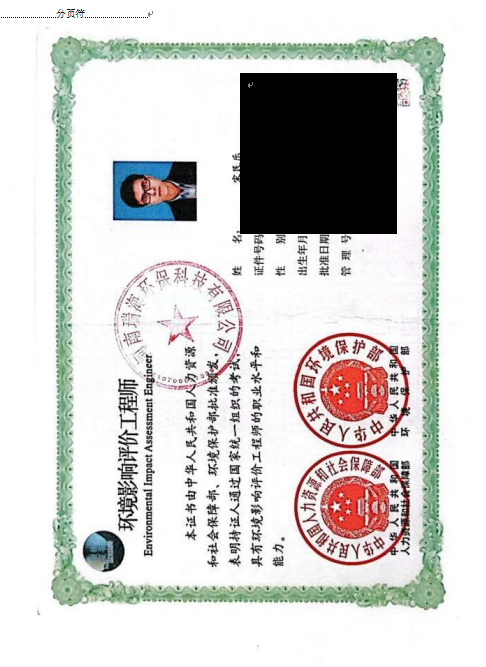 分页符
环境影响评价工程师
Environmental Impact Assessment Engineer
本证书由中华人民共和国人力资源
和社会保障部、环境保护部批准颁发，
表明持证人通过国家统一组织的考试，
具有环境影响评价工程师的职业水平和
能力。
环保科技有限公司
姓 名
证件号码
性 别
出生年月
批准日期
管 理 号
中华人民共和国人力资源和社会保障部
中华人民共和国
人力资源和社会保障部
中华人民共和国环境保护部
中华人民共和国
环境保护部